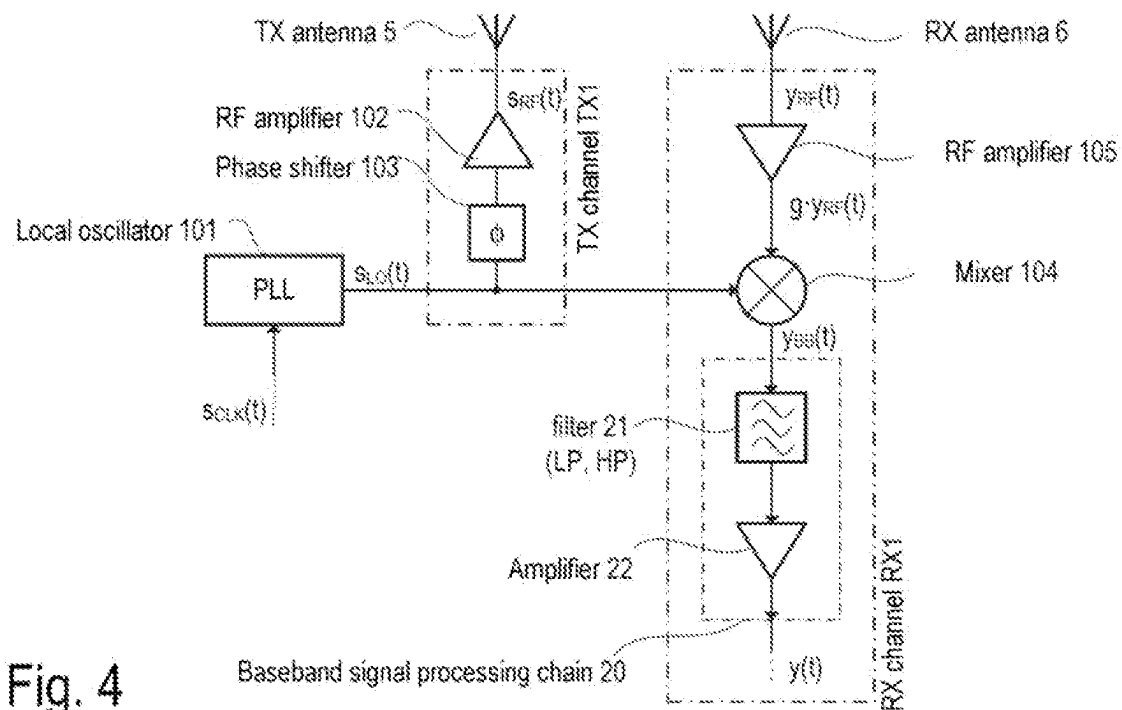 TX antenna 5
RX antenna 6
sRF(t)
yRF(t)
RF amplifier 102
TX channel TX1
RF amplifier 105
Phase shifter 103
g·yRF(t)
ϕ
Local oscillator 101
sLO(t)
Mixer 104
PLL
yBB(t)
sCLK(t)
filter 21
(LP, HP)
Amplifier 22
RX channel RX1
Baseband signal processing chain 20
y(t)
Fig. 4